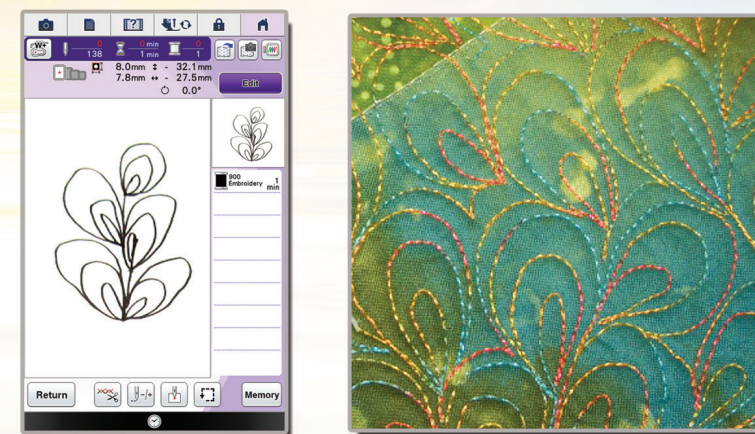 [?]
W+
0
0 min
0
138
1 min
1
8.0mm ↕ - 32.1mm
7.8mm ↔ - 27.5mm
0.0°
Edit
900
Embroidery
1
min
Return
-/+
Memory